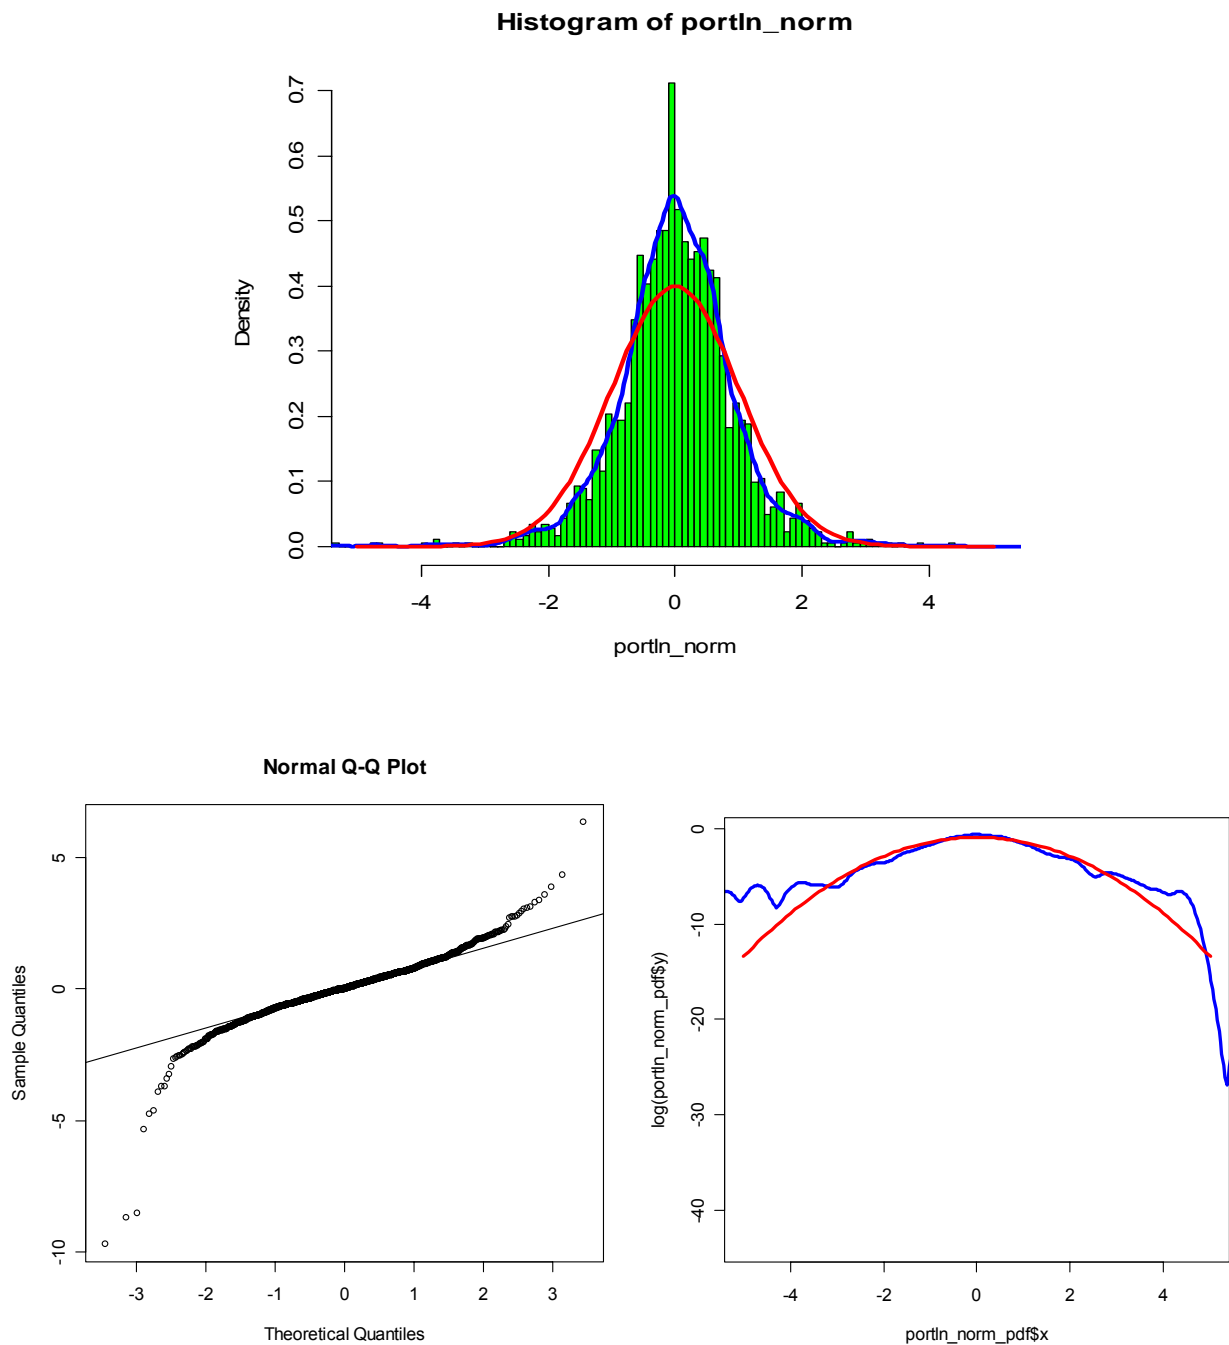 Histogram of portln_norm
0.7
0.6
0.5
0.4
0.3
0.2
0.1
0.0
Density
-4 -2 0 2 4
portln_norm
Normal Q-Q Plot
5
0
-5
-10
Sample Quantiles
-3 -2 -1 0 1 2 3
Theoretical Quantiles
0
-10
-20
-30
-40
log(portln_norm_pdf$y)
-4 -2 0 2 4
portln_norm_pdf$x